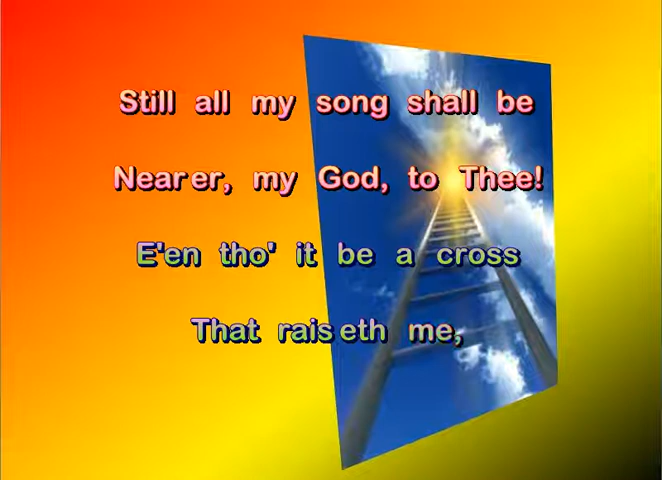 Still all my song shall be
Nearer, my God, to Thee!
E'en tho' it be a cross
That raiseth me,